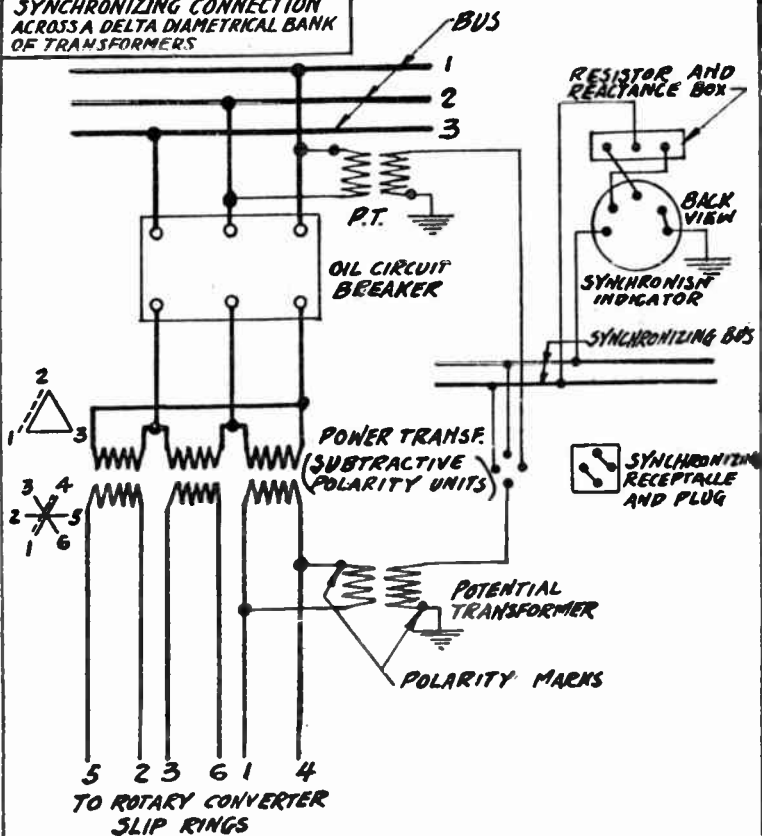 SYNCHRONIZING CONNECTION
ACROSS A DELTA DIAMETRICAL BANK
OF TRANSFORMERS
BUS
1
2
3
RESISTOR AND
REACTANCE BOX
P.T.
BACK
VIEW
OIL CIRCUIT
BREAKER
SYNCHRONISM
INDICATOR
SYNCHRONIZING BUS
2
1 3
POWER TRANSF.
(SUBTRACTIVE
POLARITY UNITS)
SYNCHRONIZING
RECEPTACLE
AND PLUG
3 4
2 5
1 6
POTENTIAL
TRANSFORMER
POLARITY MARKS
5 2 3 6 1 4
TO ROTARY CONVERTER
SLIP RINGS